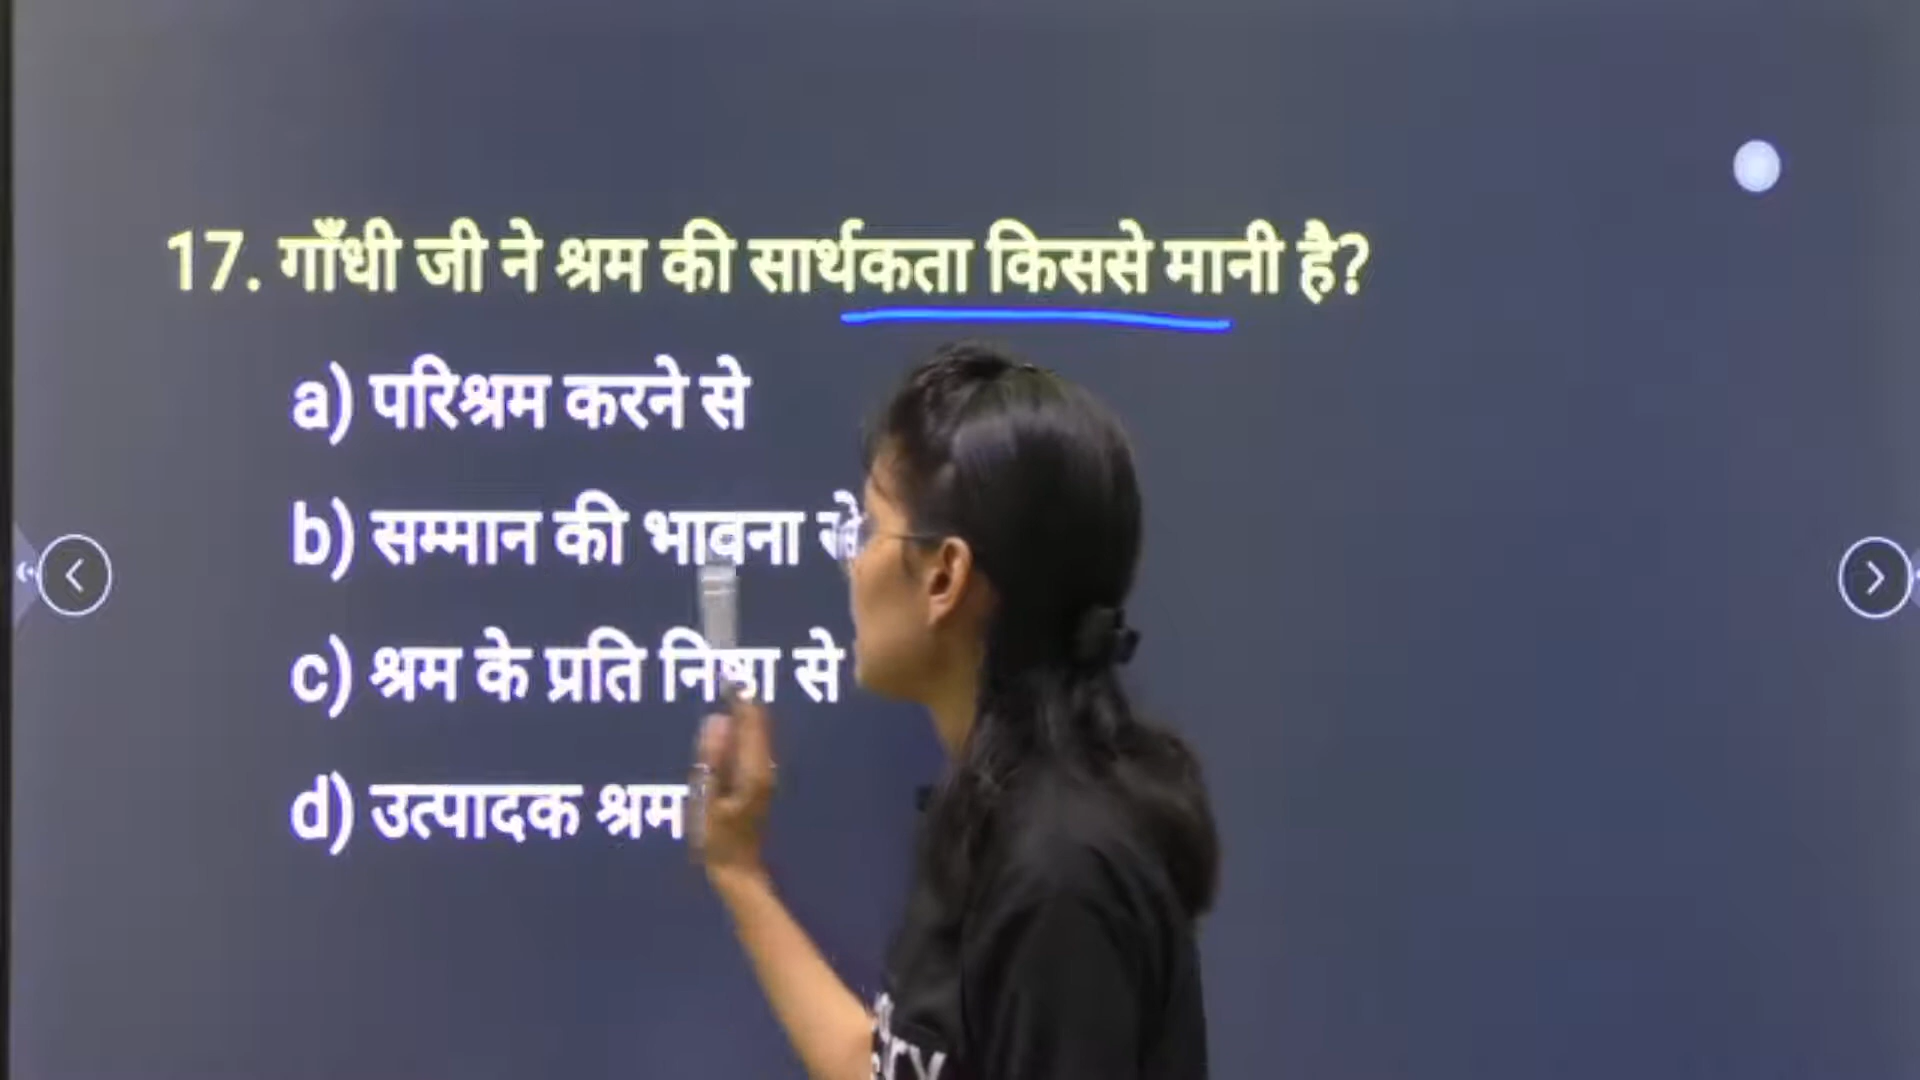 17. गाँधी जी ने श्रम की सार्थकता किससे मानी है?
a) परिश्रम करने से
b) सम्मान की भावना से
c) श्रम के प्रति निष्ठा से
d) उत्पादक श्रम